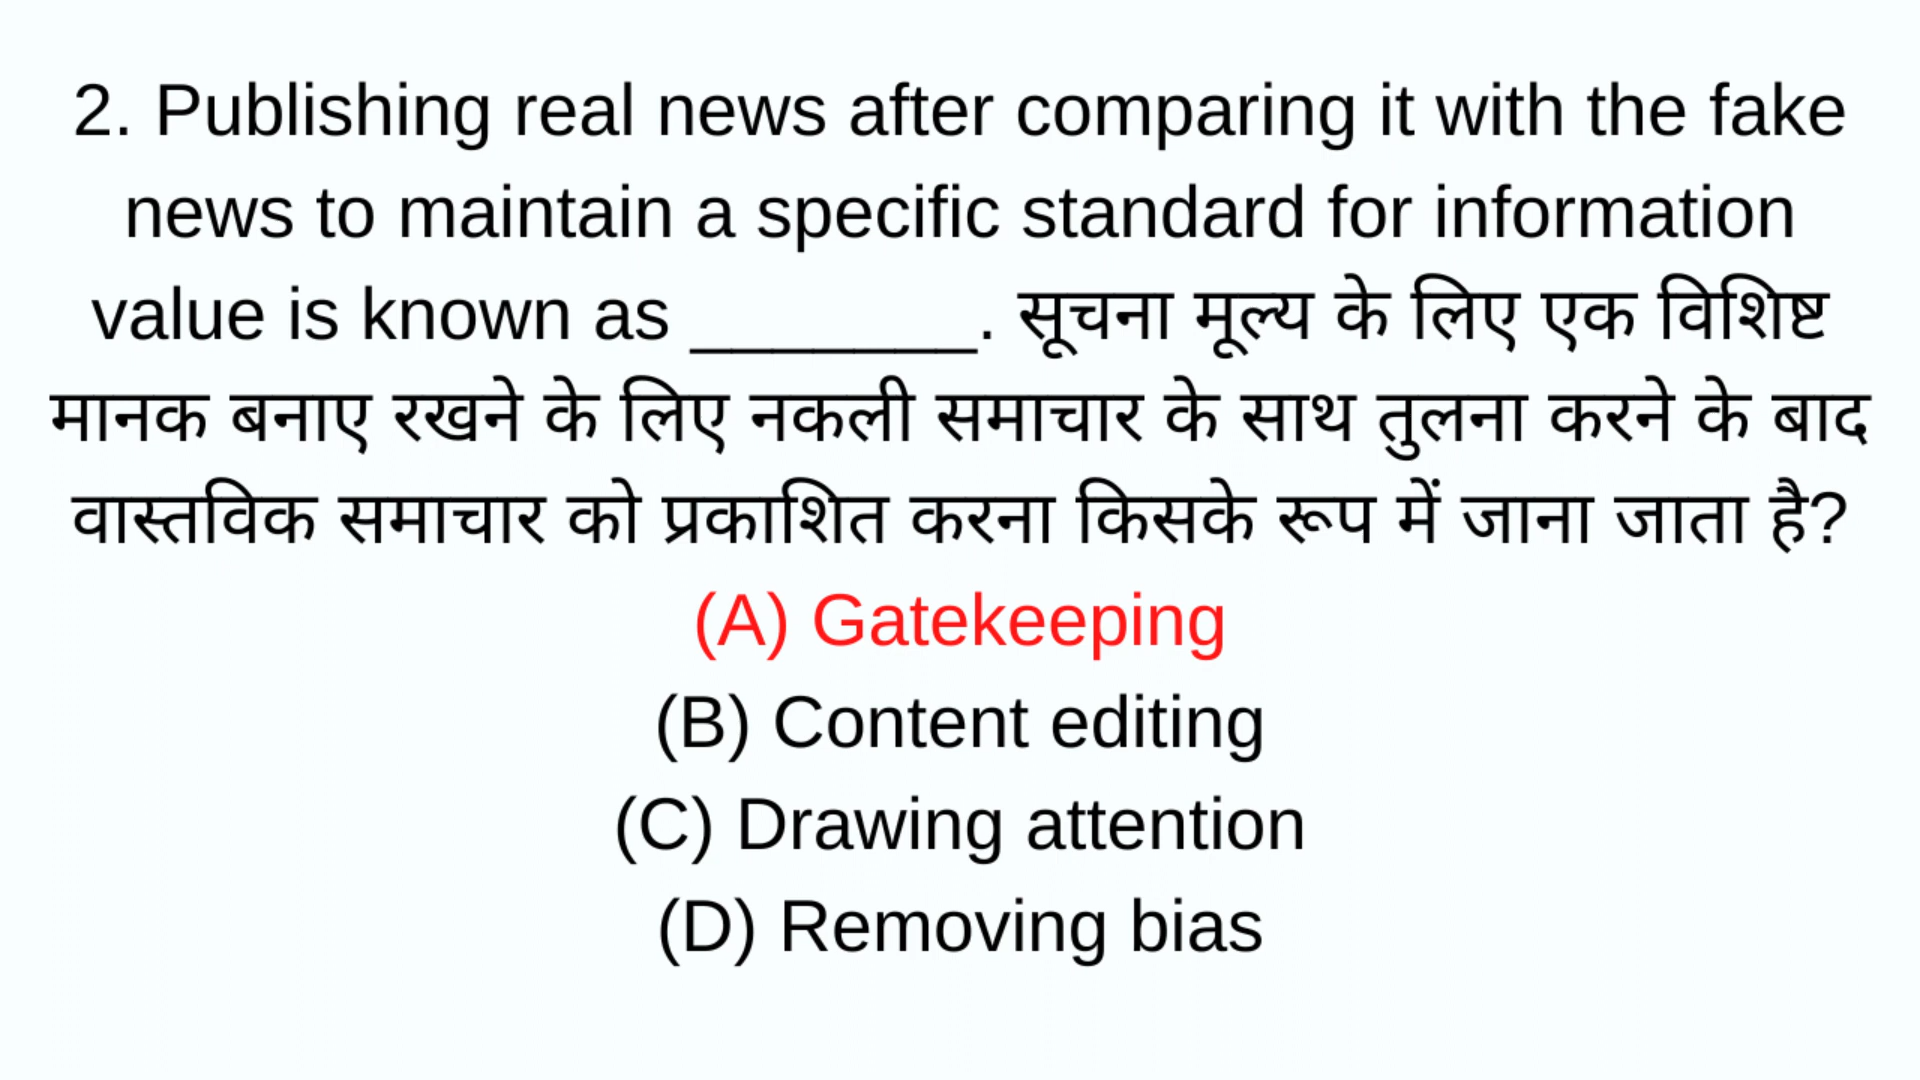 2. Publishing real news after comparing it with the fake
news to maintain a specific standard for information
value is known as _______. सूचना मूल्य के लिए एक विशिष्ट
मानक बनाए रखने के लिए नकली समाचार के साथ तुलना करने के बाद
वास्तविक समाचार को प्रकाशित करना किसके रूप में जाना जाता है?
(A) Gatekeeping
(B) Content editing
(C) Drawing attention
(D) Removing bias